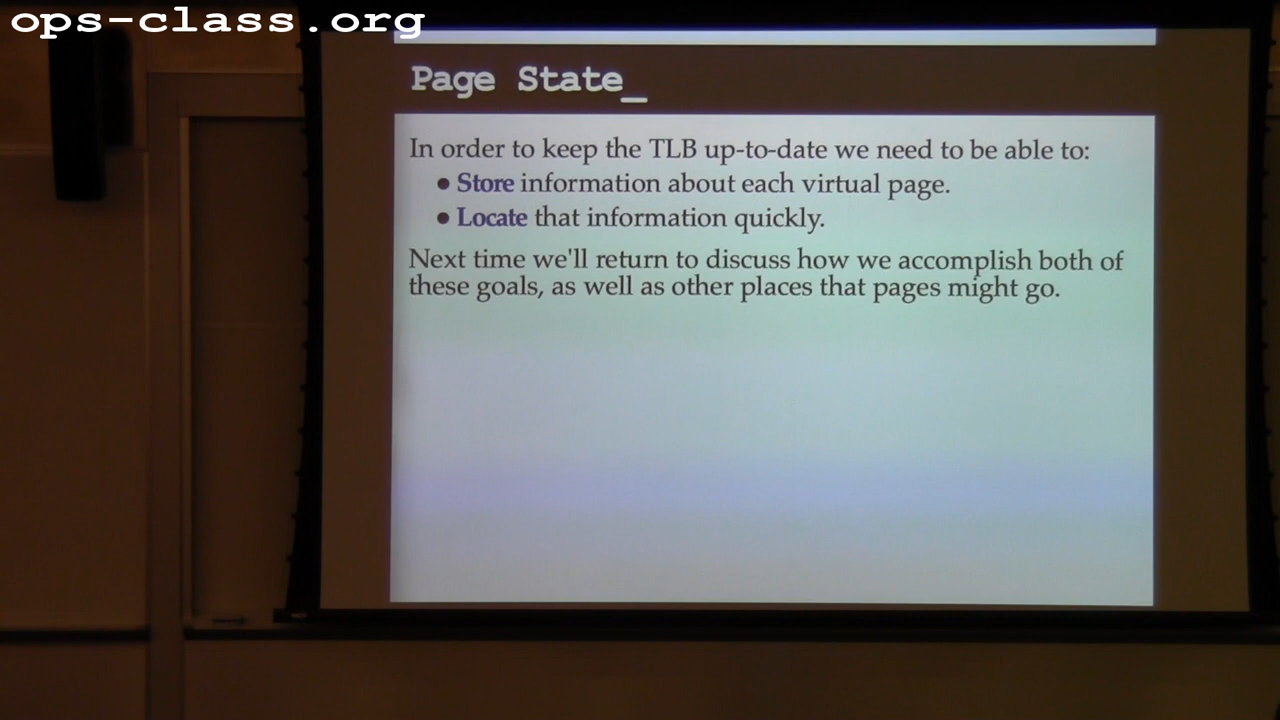 ops-class.org
Page State_
In order to keep the TLB up-to-date we need to be able to:
● Store information about each virtual page.
● Locate that information quickly.
Next time we'll return to discuss how we accomplish both of
these goals, as well as other places that pages might go.